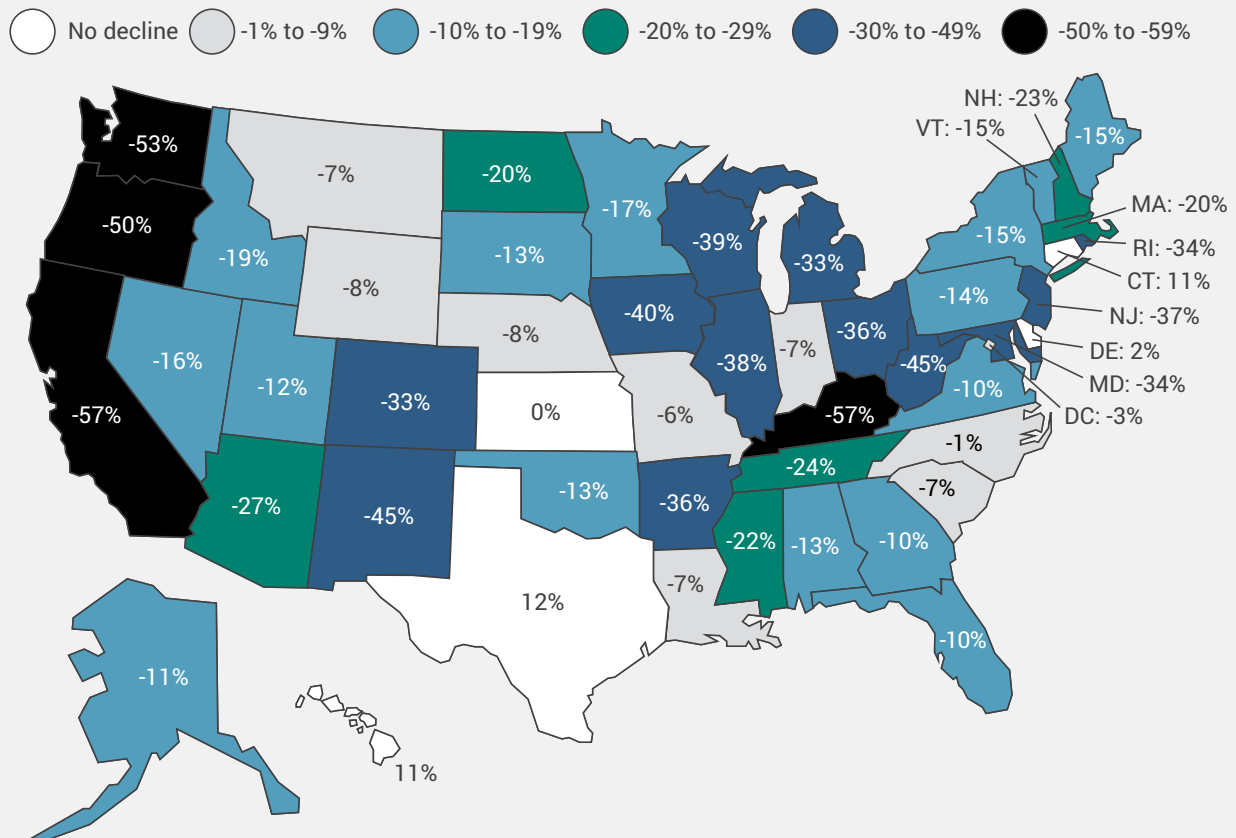 No decline
-1% to -9%
-10% to -19%
-20% to -29%
-30% to -49%
-50% to -59%
NH: -23%
VT: -15%
-15%
-53%
-7%
-20%
-17%
MA: -20%
-50%
-15%
RI: -34%
-19%
-13%
-39%
-33%
CT: 11%
-8%
-14%
NJ: -37%
-40%
-8%
-36%
-7%
DE: 2%
-16%
-38%
-45%
MD: -34%
-12%
-10%
DC: -3%
-33%
0%
-6%
-57%
-57%
-1%
-24%
-7%
-13%
-27%
-36%
-45%
-22%
-13%
-10%
-7%
12%
-10%
-11%
11%